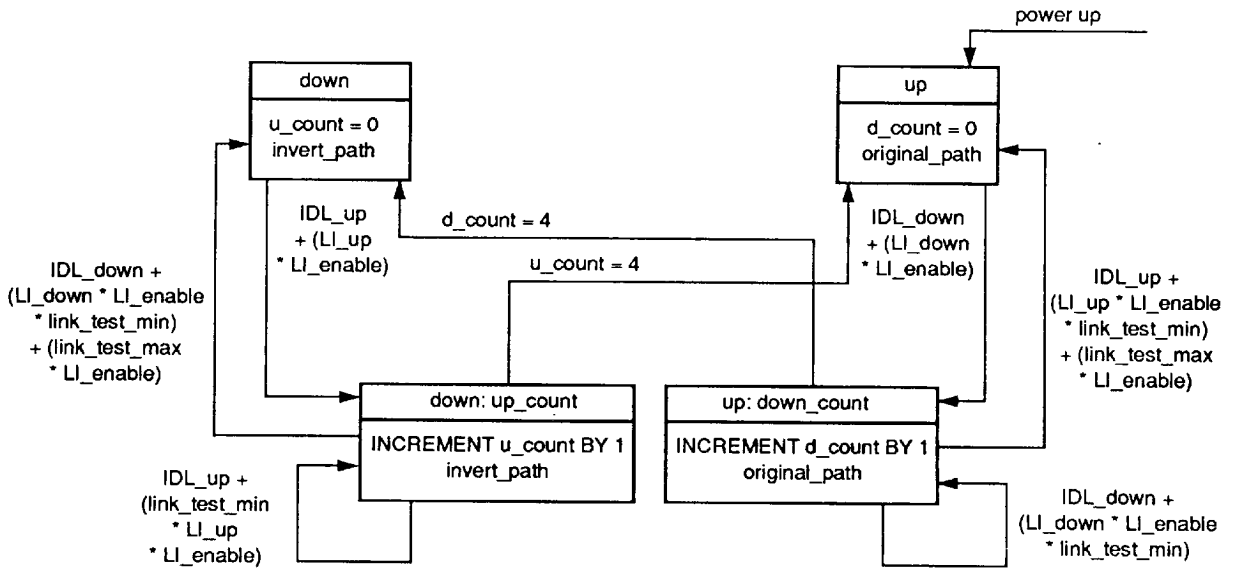 power up
down
u_count = 0
invert_path
up
d_count = 0
original_path
IDL_up
+ (LI_up
* LI_enable)
d_count = 4
u_count = 4
IDL_down
+ (LI_down
* LI_enable)
IDL_down +
(LI_down * LI_enable
* link_test_min)
+ (link_test_max
* LI_enable)
IDL_up +
(LI_up * LI_enable
* link_test_min)
+ (link_test_max
* LI_enable)
down: up_count
INCREMENT u_count BY 1
invert_path
up: down_count
INCREMENT d_count BY 1
original_path
IDL_up +
(link_test_min
* LI_up
* LI_enable)
IDL_down +
(LI_down * LI_enable
* link_test_min)